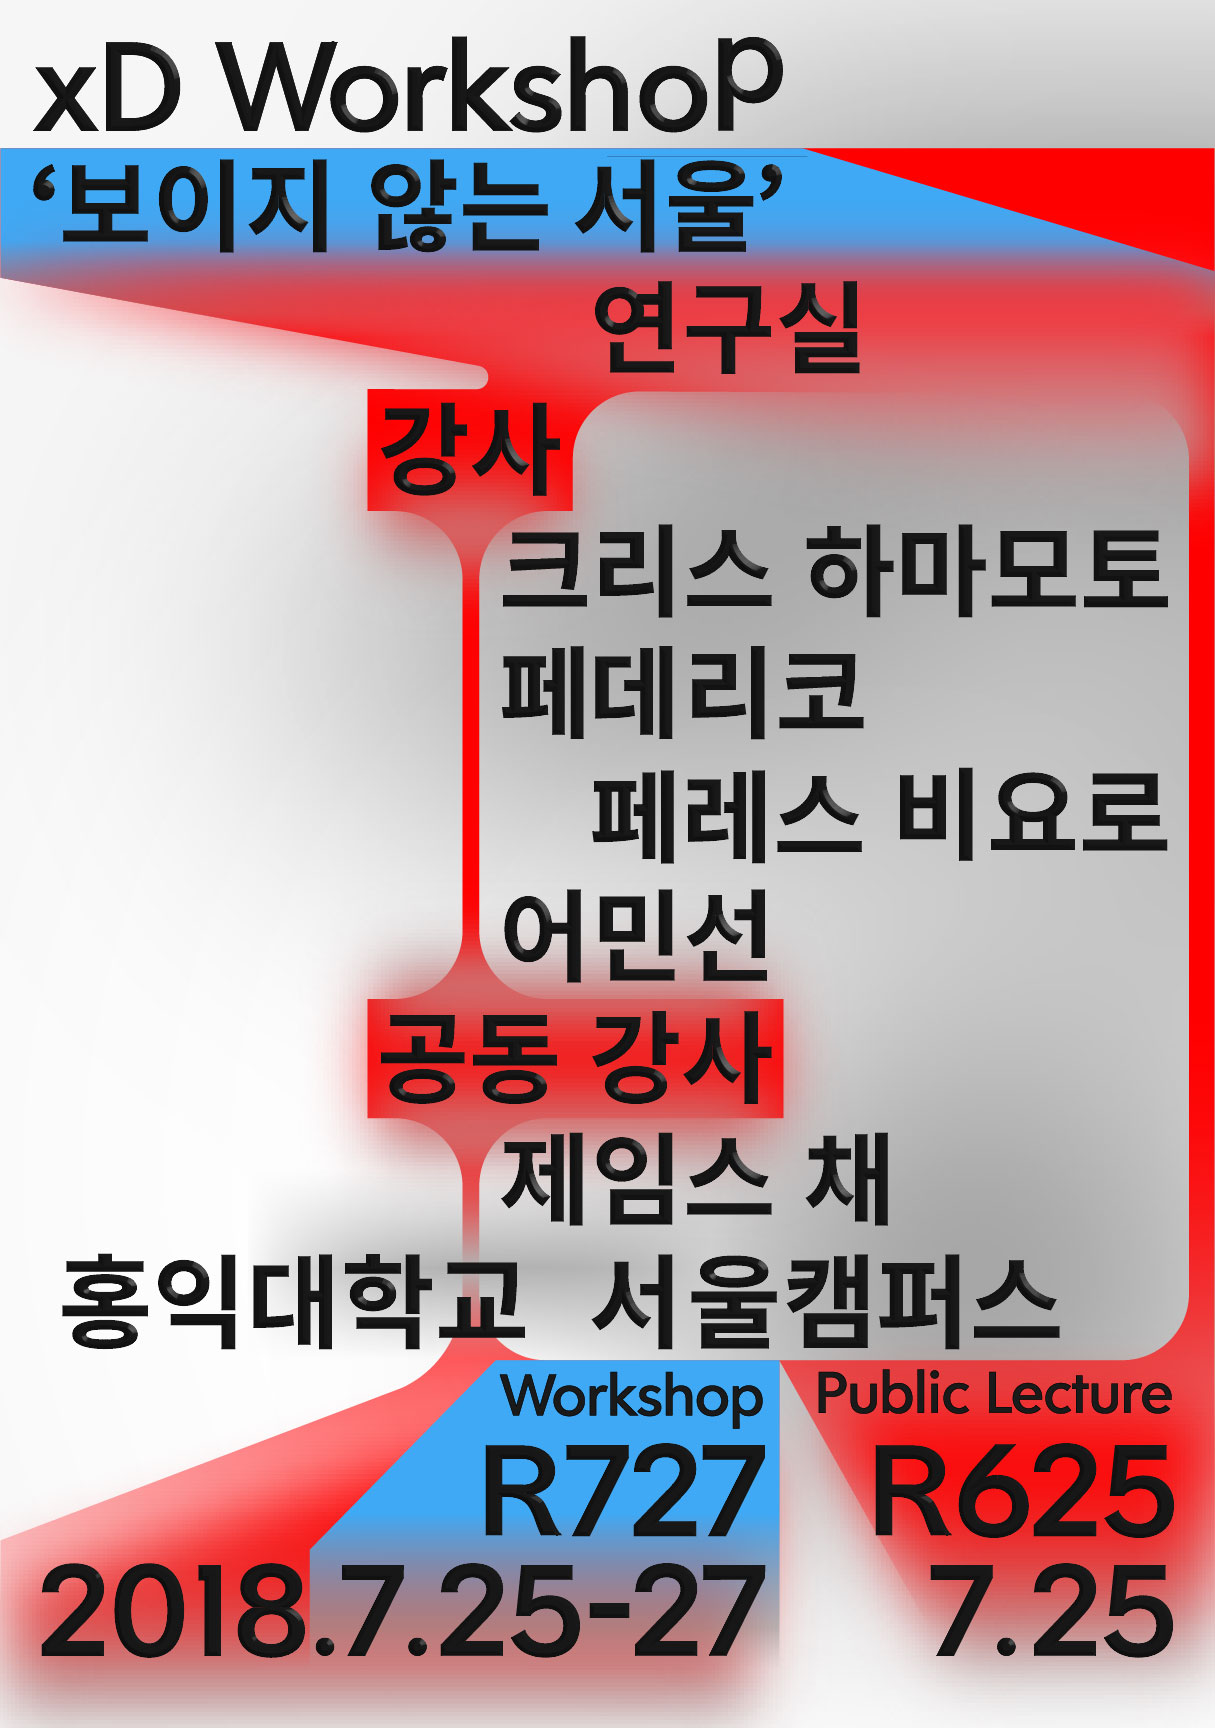 xD Workshop
‘보이지 않는 서울’
연구실
강사
크리스 하마모토
페데리코
페레스 비요로
어민선
공동 강사
제임스 채
홍익대학교 서울캠퍼스
Workshop
R727
2018.7.25-27
Public Lecture
R625
7.25